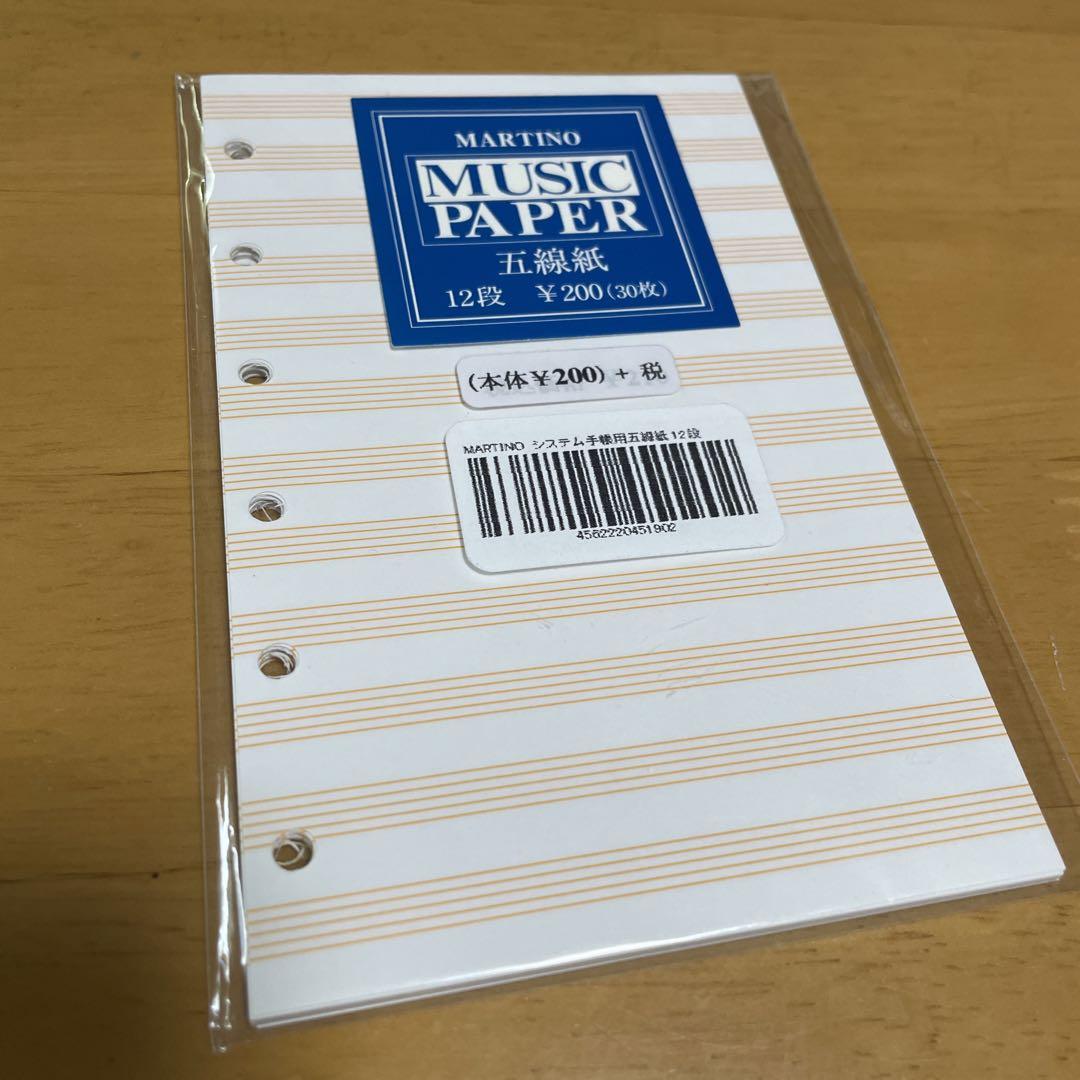 MARTINO
MUSIC
PAPER
五線紙
12段 ¥200(30枚)
(本体¥200) + 税
MARTINO システム手帳用五線紙12段
4562220451902